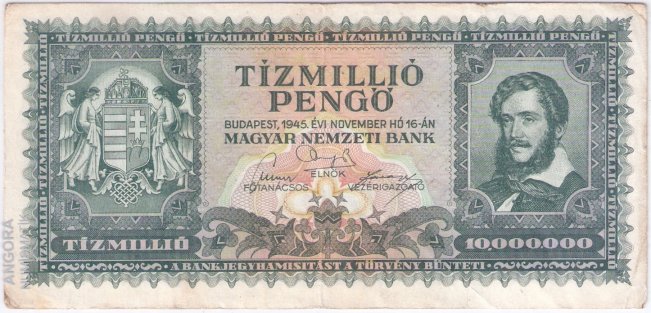 TÍZMILLIÓ PENGŐ TÍZMILLIÓ PENGŐ TÍZMILLIÓ PENGŐ TÍZMILLIÓ PENGŐ
TÍZMILLIÓ
PENGŐ
BUDAPEST, 1945. ÉVI NOVEMBER HÓ 16-ÁN
MAGYAR NEMZETI BANK
ELNÖK
FŐTANÁCSOS VEZÉRIGAZGATÓ
TÍZMILLIÓ 10,000.000
A BANKJEGYHAMISÍTÁST A TÖRVÉNY BÜNTETI
ANGORA